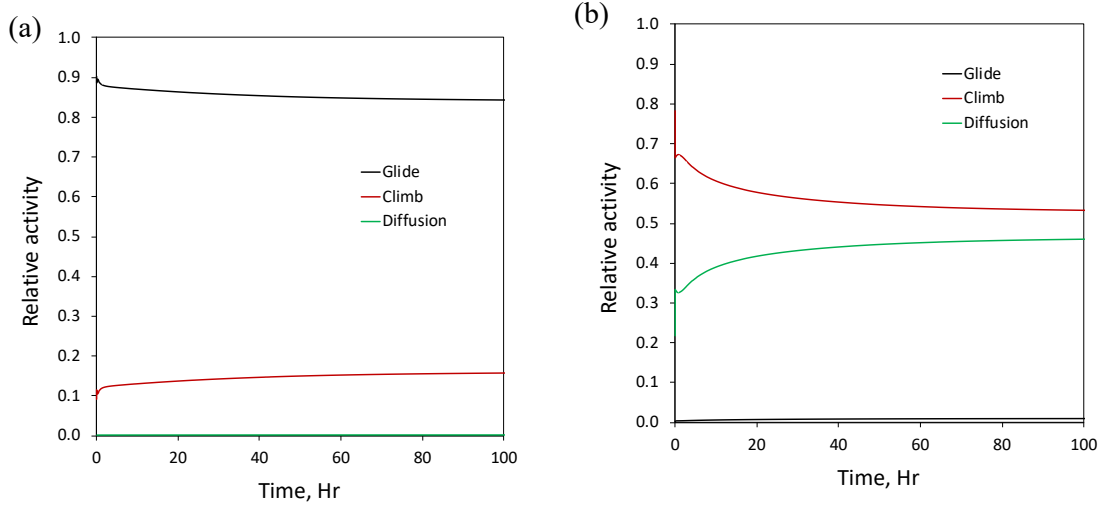 (a)
1.0
0.9
0.8
0.7
0.6
0.5
0.4
0.3
0.2
0.1
0.0
Relative activity
Glide
Climb
Diffusion
0 20 40 60 80 100
Time, Hr
(b)
1.0
0.9
0.8
0.7
0.6
0.5
0.4
0.3
0.2
0.1
0.0
Relative activity
Glide
Climb
Diffusion
0 20 40 60 80 100
Time, Hr